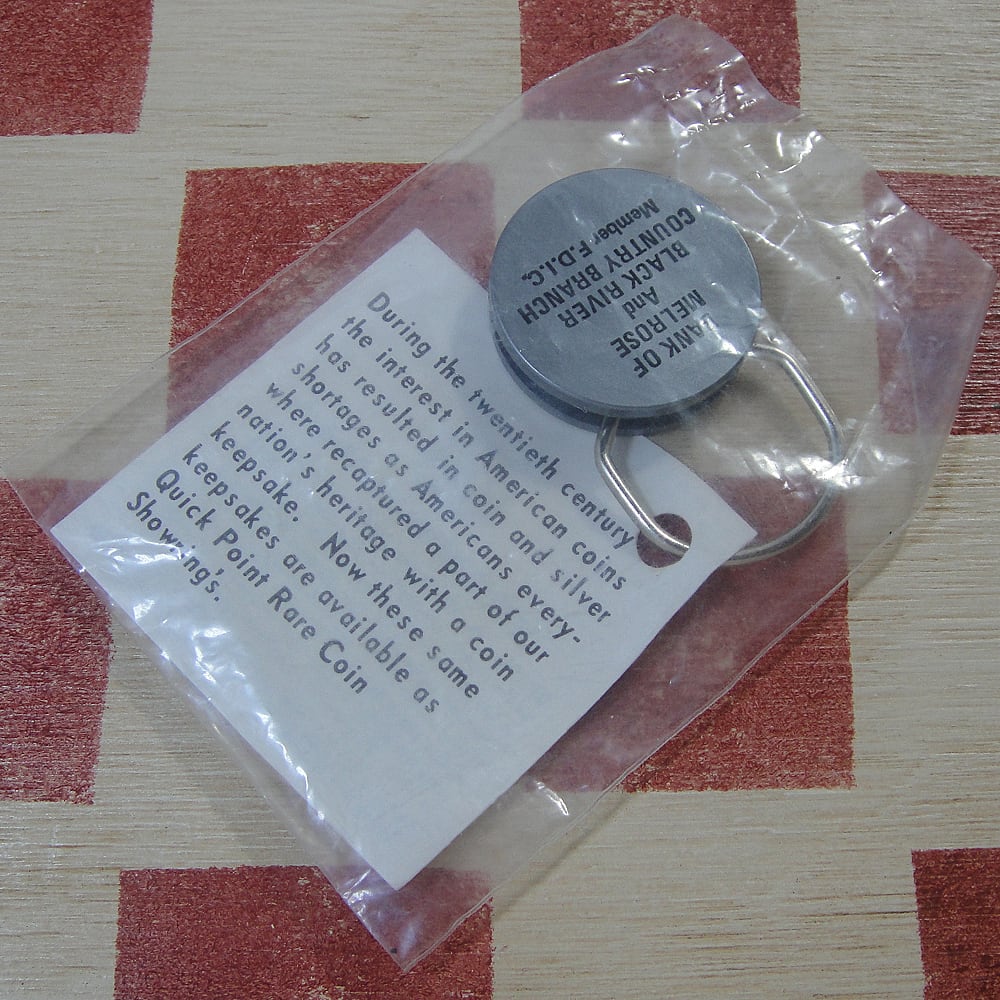 BANK OF
MELROSE
And
BLACK RIVER
COUNTRY BRANCH
Member F.D.I.C.
During the twentieth century
the interest in American coins
has resulted in coin and silver
shortages as Americans every-
where recaptured a part of our
nation's heritage with a coin
keepsake. Now these same
keepsakes are available as
Quick Point Rare Coin
Showring's.